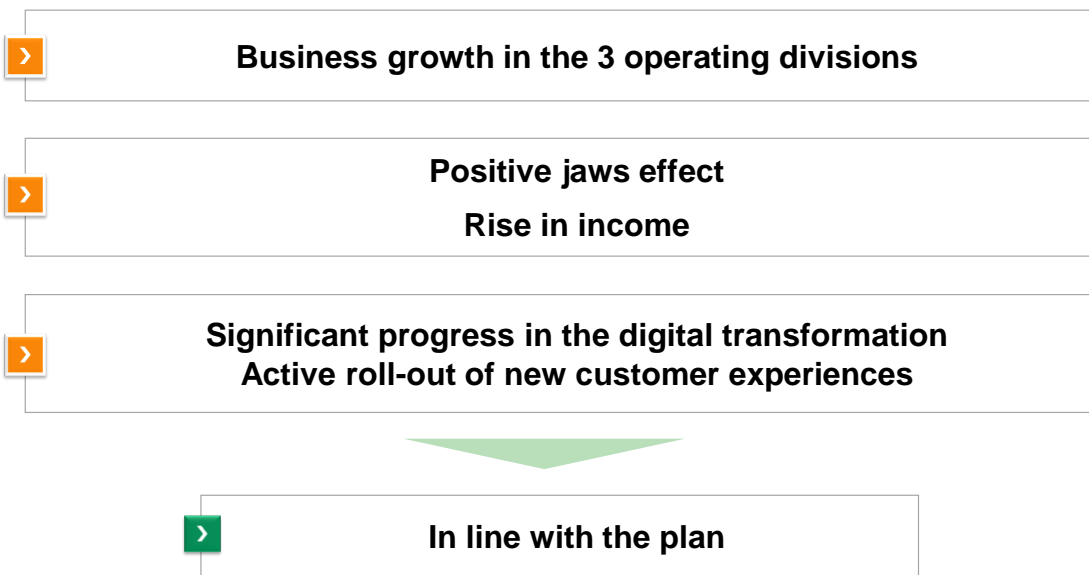 Business growth in the 3 operating divisions
Positive jaws effect
Rise in income
Significant progress in the digital transformation
Active roll-out of new customer experiences
In line with the plan